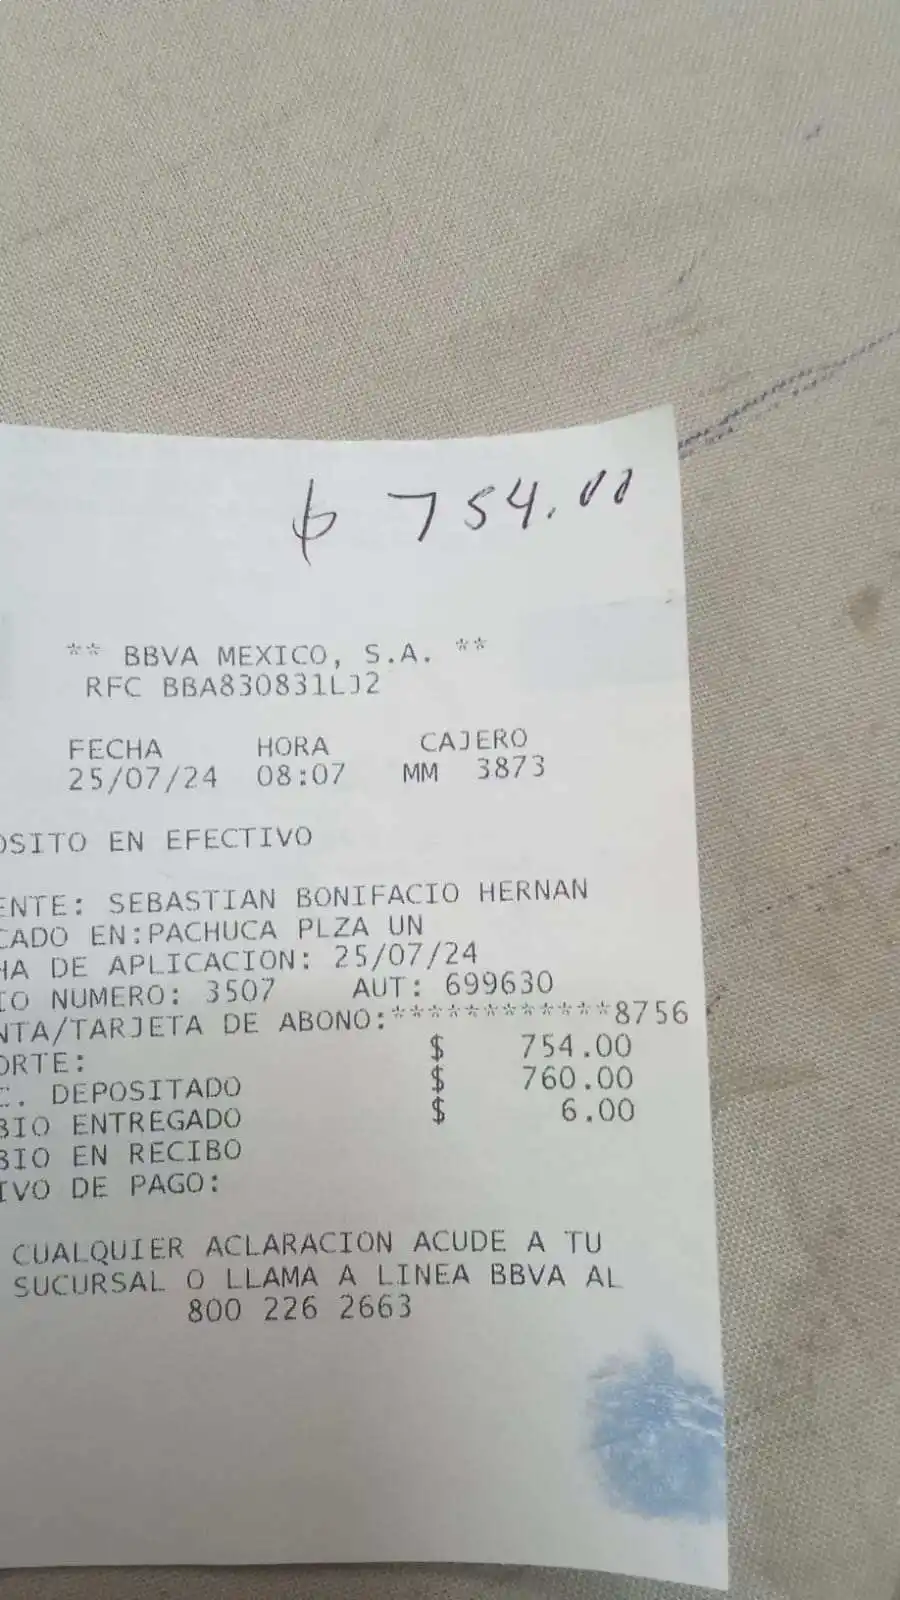 $ 754.00
** BBVA MEXICO, S.A. **
RFC BBA830831LJ2
FECHA HORA CAJERO
25/07/24 08:07 MM 3873
OSITO EN EFECTIVO
ENTE: SEBASTIAN BONIFACIO HERNAN
CADO EN:PACHUCA PLZA UN
HA DE APLICACION: 25/07/24
IO NUMERO: 3507 AUT: 699630
NTA/TARJETA DE ABONO:************8756
ORTE: $ 754.00
C. DEPOSITADO $ 760.00
BIO ENTREGADO $ 6.00
BIO EN RECIBO
IVO DE PAGO:
CUALQUIER ACLARACION ACUDE A TU
SUCURSAL O LLAMA A LINEA BBVA AL
800 226 2663